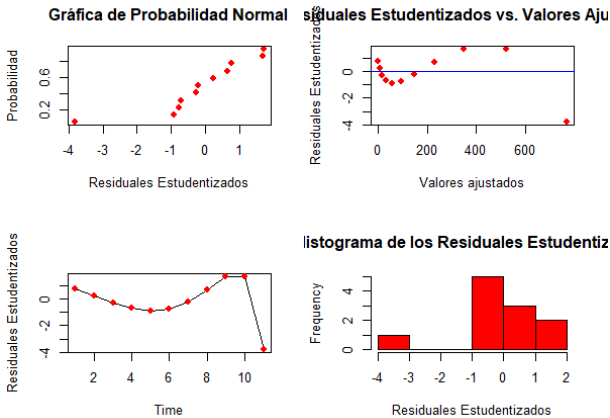 Gráfica de Probabilidad Normal
Probabilidad
0.2 0.6
-4 -3 -2 -1 0 1
Residuales Estudentizados
siduales Estudentizados vs. Valores Aju
Residuales Estudentizados
-4 -2 0
0 200 400 600
Valores ajustados
Residuales Estudentizados
-4 -2 0
2 4 6 8 10
Time
Histograma de los Residuales Estudentiz
Frequency
0 2 4
-4 -3 -2 -1 0 1 2
Residuales Estudentizados